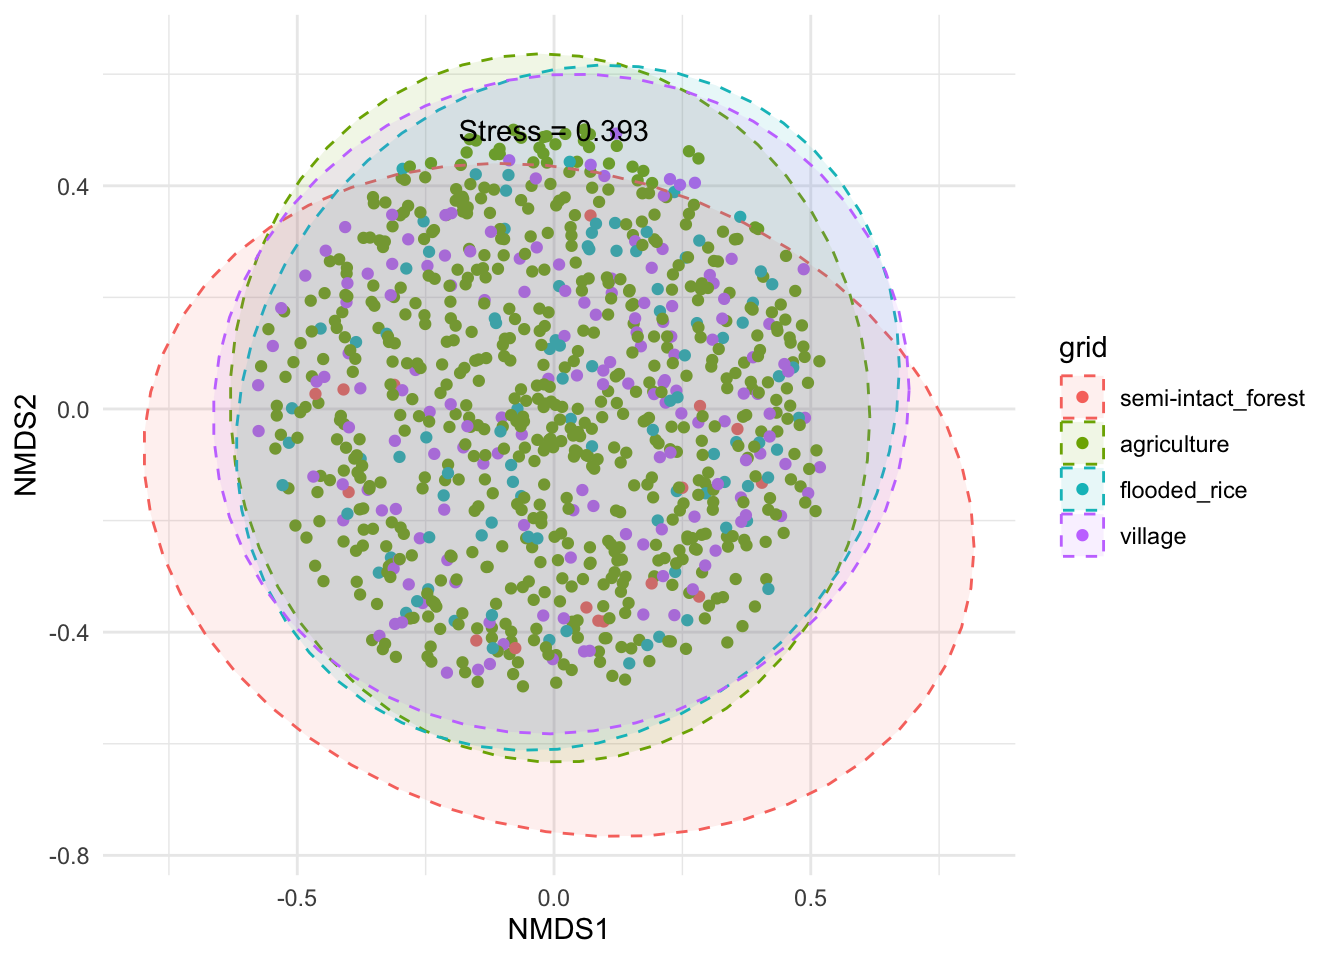 Stress = 0.393
0.4
0.0
-0.4
-0.8
-0.5
0.0
0.5
NMDS1
NMDS2
grid
semi-intact_forest
agriculture
flooded_rice
village